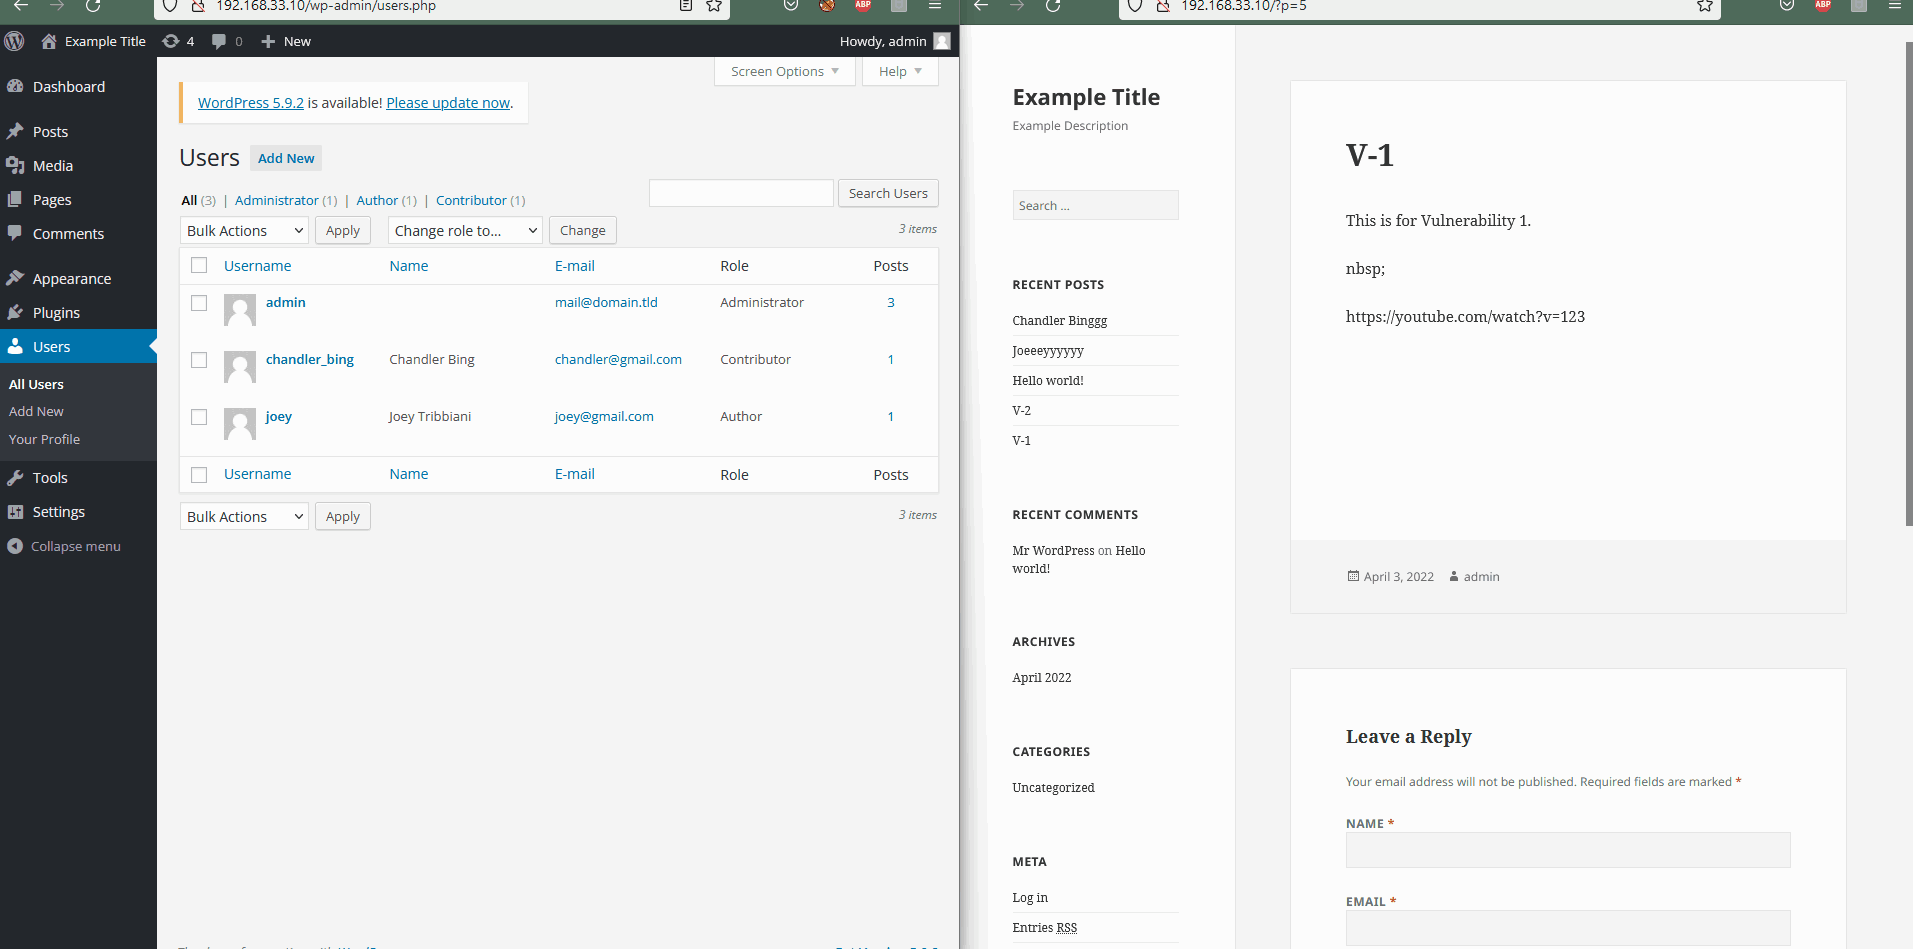 192.168.33.10/wp-admin/users.php
ABP
Example Title
4
0
New
Howdy, admin
Dashboard
Posts
Media
Pages
Comments
Appearance
Plugins
Users
All Users
Add New
Your Profile
Tools
Settings
Collapse menu
Screen Options
Help
WordPress 5.9.2 is available! Please update now.
Users Add New
All (3) | Administrator (1) | Author (1) | Contributor (1)
Search Users
Bulk Actions Apply Change role to... Change
3 items
Username Name E-mail Role Posts
admin mail@domain.tld Administrator 3
chandler_bing Chandler Bing chandler@gmail.com Contributor 1
joey Joey Tribbiani joey@gmail.com Author 1
Username Name E-mail Role Posts
Bulk Actions Apply
3 items
192.168.33.10/?p=5
ABP
Example Title
Example Description
Search ...
RECENT POSTS
Chandler Binggg
Joeeeyyyyyy
Hello world!
V-2
V-1
RECENT COMMENTS
Mr WordPress on Hello
world!
ARCHIVES
April 2022
CATEGORIES
Uncategorized
META
Log in
Entries RSS
V-1
This is for Vulnerability 1.
nbsp;
https://youtube.com/watch?v=123
April 3, 2022 admin
Leave a Reply
Your email address will not be published. Required fields are marked *
NAME *
EMAIL *